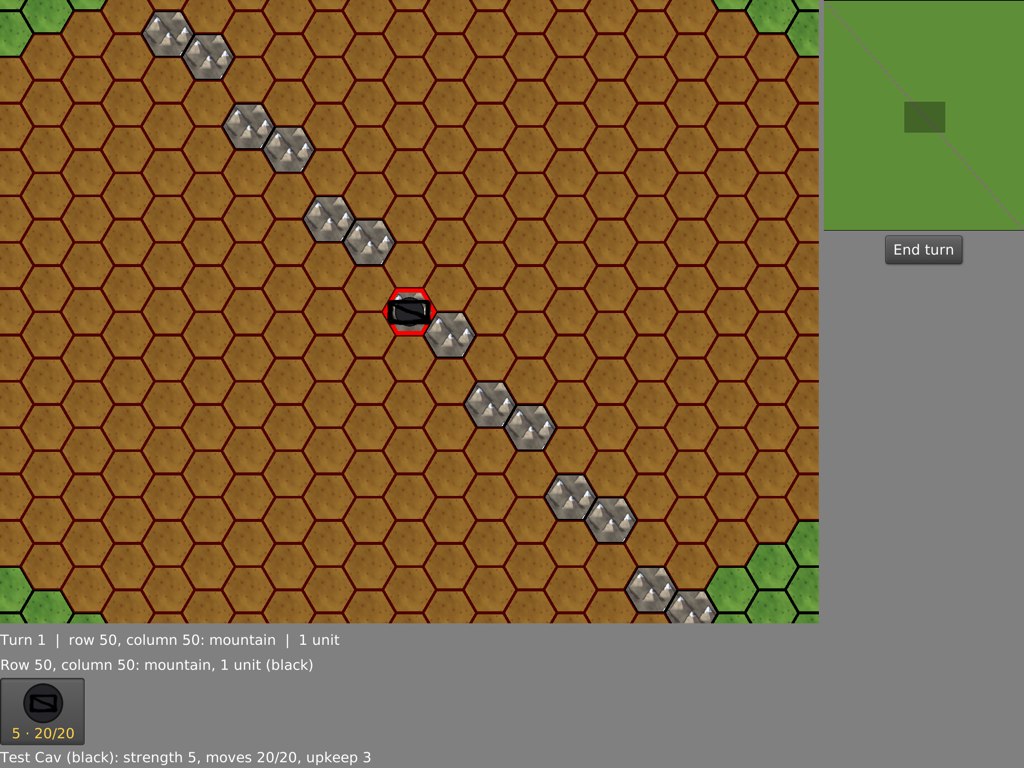 End turn
Turn 1 | row 50, column 50: mountain | 1 unit
Row 50, column 50: mountain, 1 unit (black)
5 · 20/20
Test Cav (black): strength 5, moves 20/20, upkeep 3